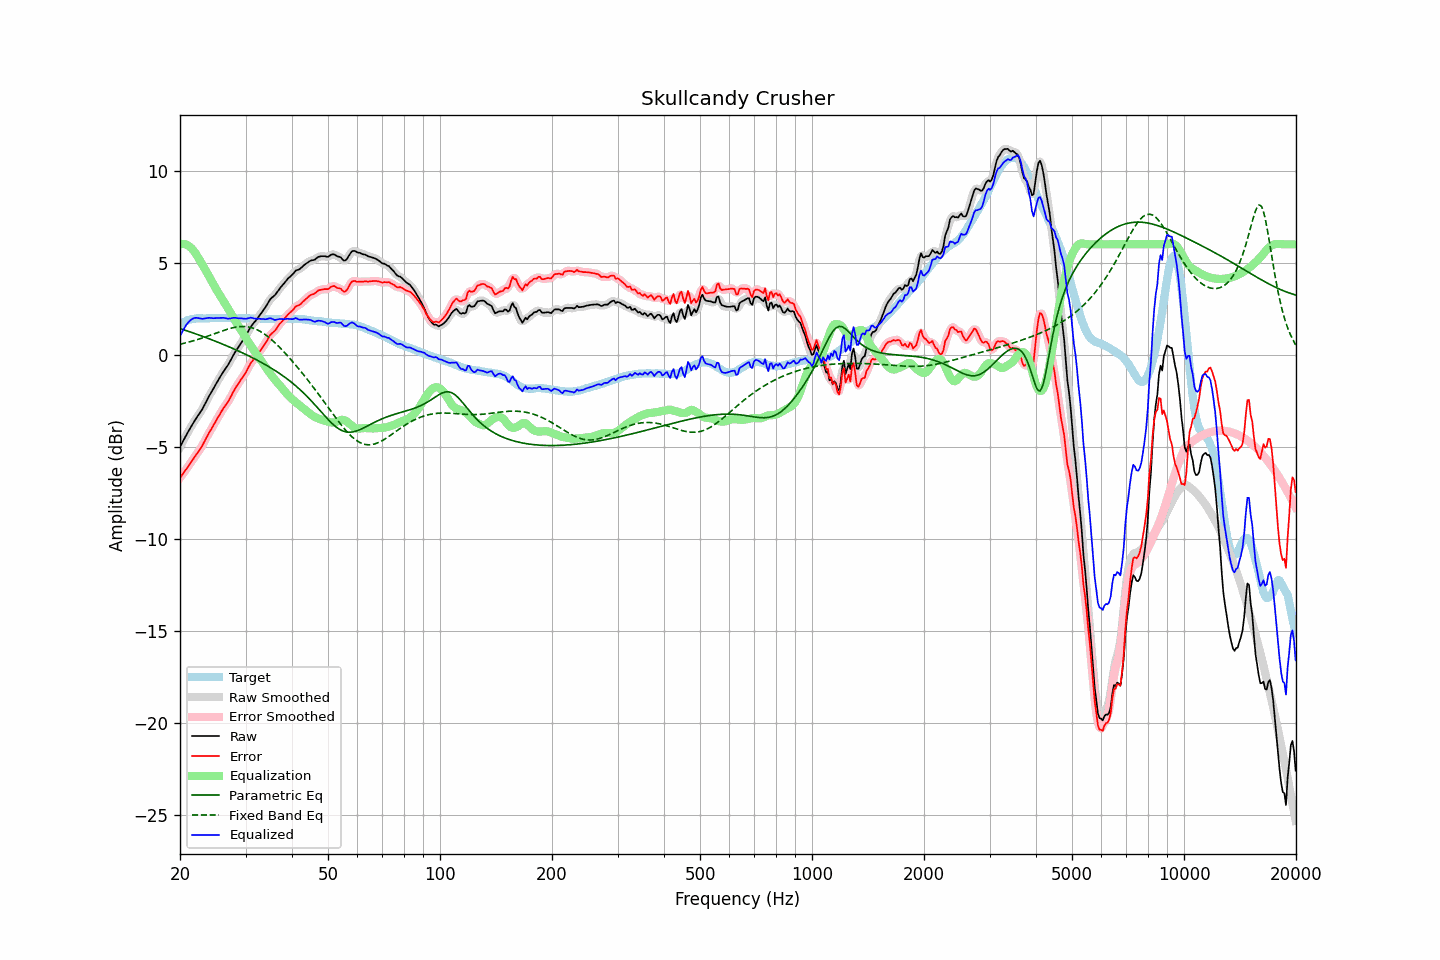 Skullcandy Crusher
Amplitude (dBr)
10
5
0
−5
−10
−15
−20
−25
Target
Raw Smoothed
Error Smoothed
Raw
Error
Equalization
Parametric Eq
Fixed Band Eq
Equalized
20 50 100 200 500 1000 2000 5000 10000 20000
Frequency (Hz)